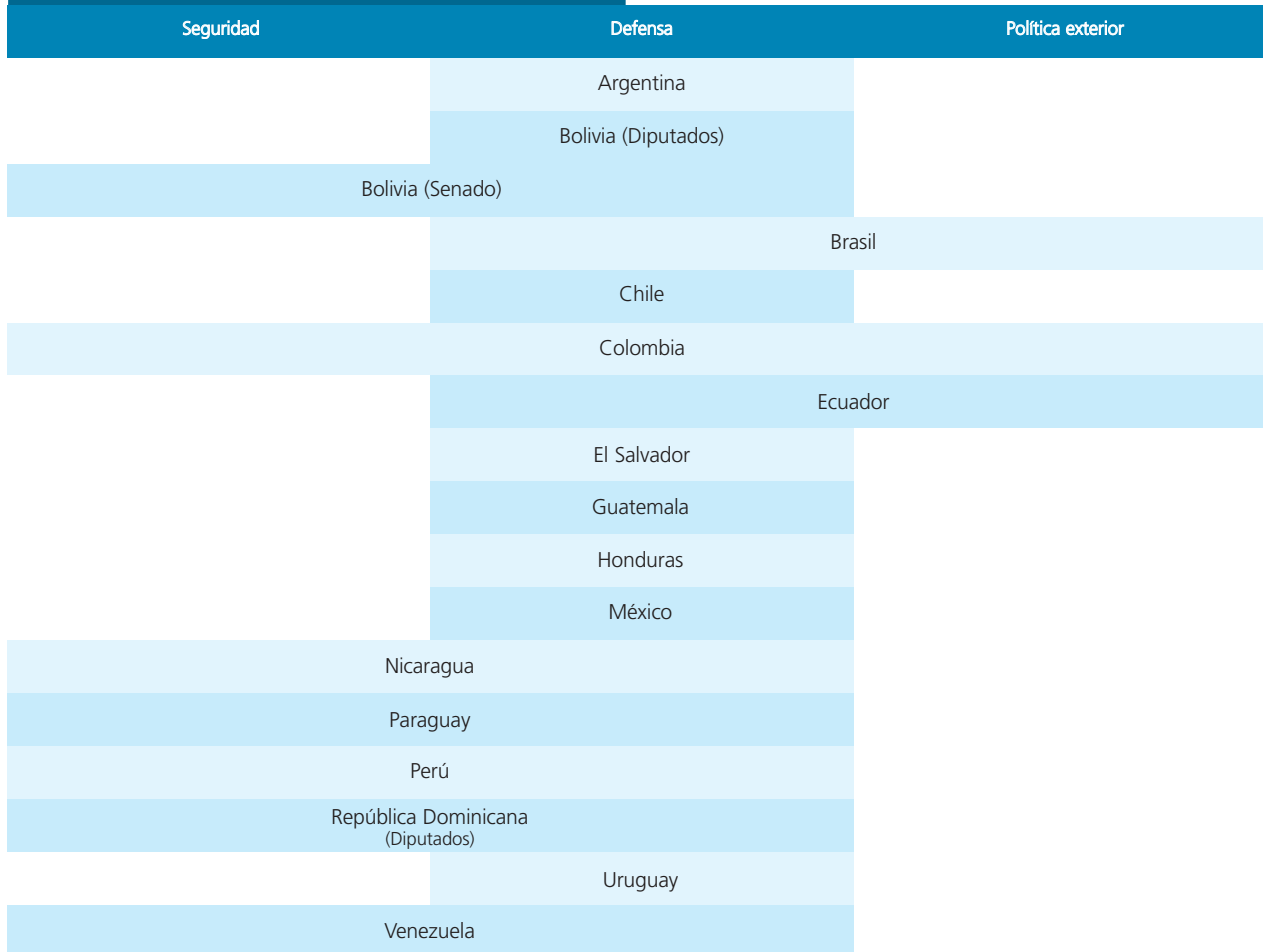 Seguridad Defensa Política exterior
Argentina
Bolivia (Diputados)
Bolivia (Senado)
Brasil
Chile
Colombia
Ecuador
El Salvador
Guatemala
Honduras
México
Nicaragua
Paraguay
Perú
República Dominicana
(Diputados)
Uruguay
Venezuela